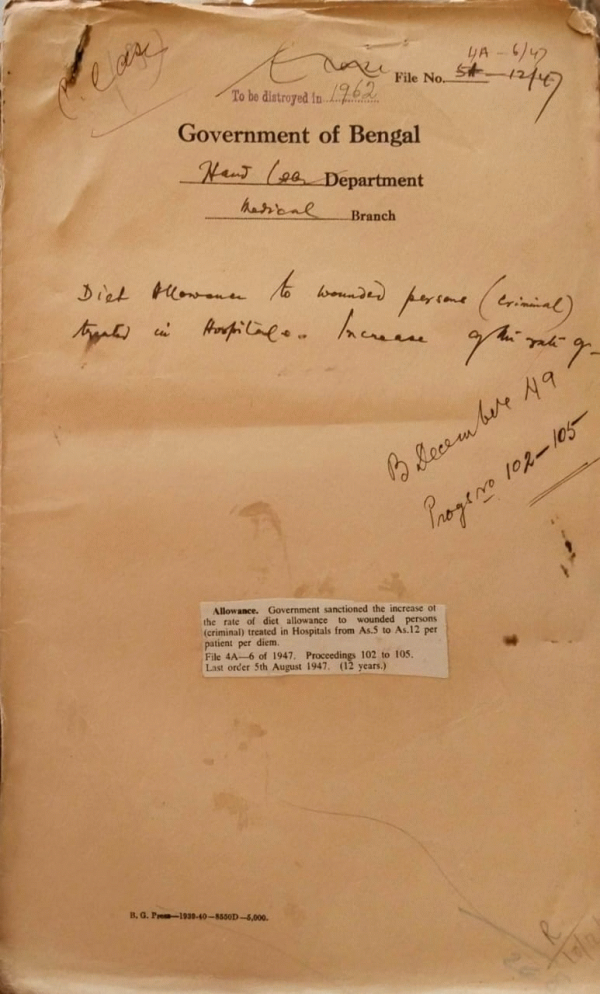 4A - 6/47
File No. 5A - 12/47
To be distroyed in 1962
Government of Bengal
Department
Medical Branch
Diet Allowance to wounded persons (Criminal)
treated in Hospitals. Increase of the rate of
B December 49
Progs no 102-105
Allowance. Government sanctioned the increase of
the rate of diet allowance to wounded persons
(criminal) treated in Hospitals from As.5 to As.12 per
patient per diem.
File 4A—6 of 1947. Proceedings 102 to 105.
Last order 5th August 1947. (12 years.)
B. G. Press—1939-40—8550D—5,000.